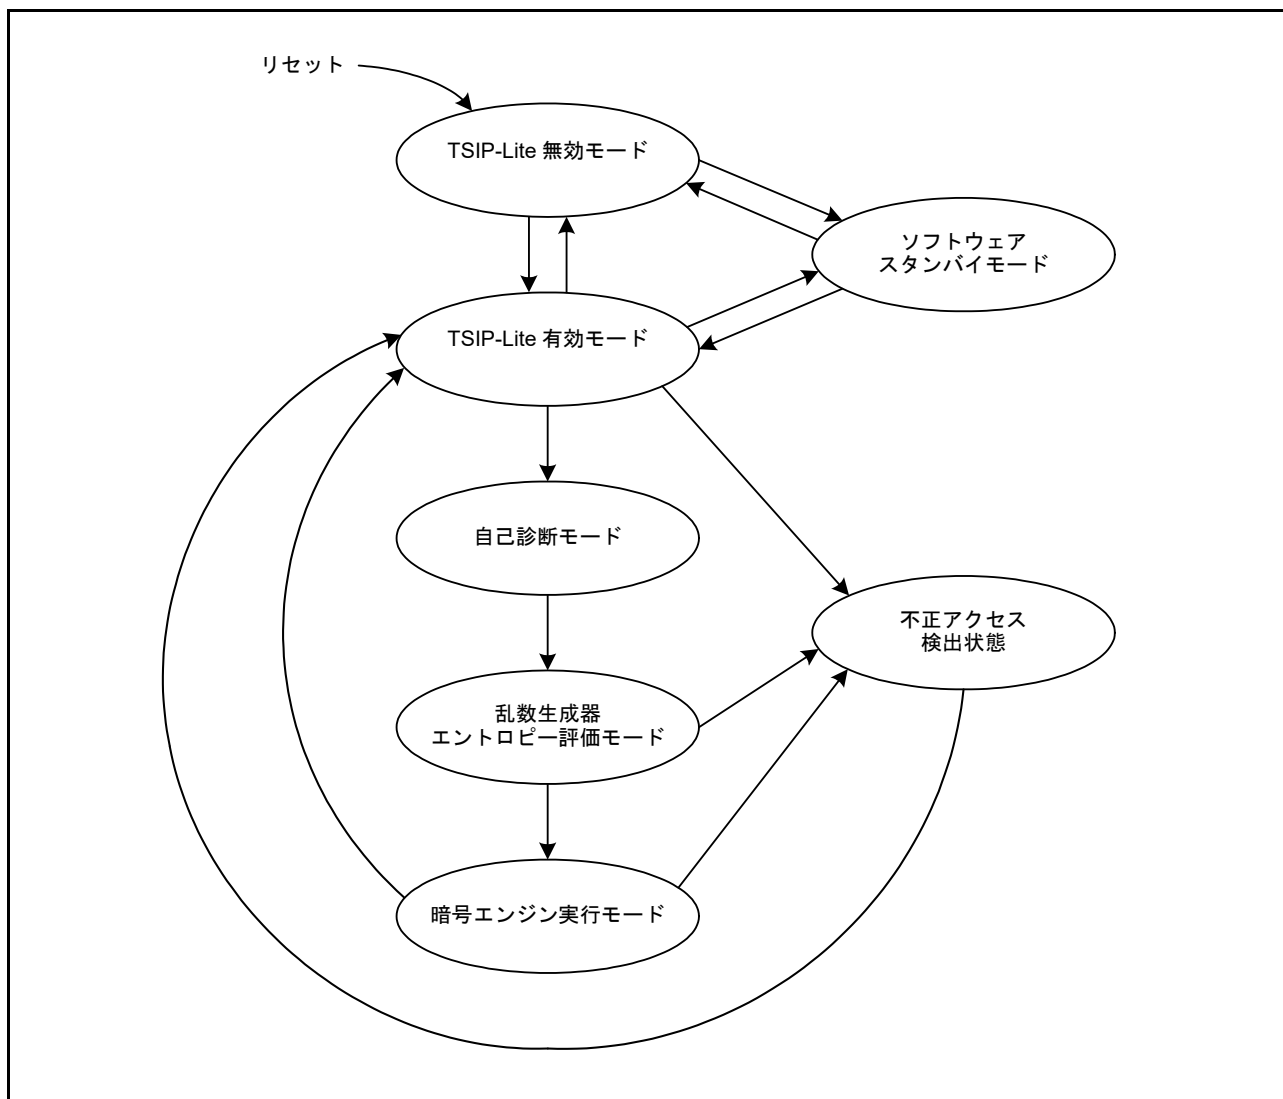 リセット
TSIP-Lite 無効モード
ソフトウェア
スタンバイモード
TSIP-Lite 有効モード
自己診断モード
不正アクセス
検出状態
乱数生成器
エントロピー評価モード
暗号エンジン実行モード